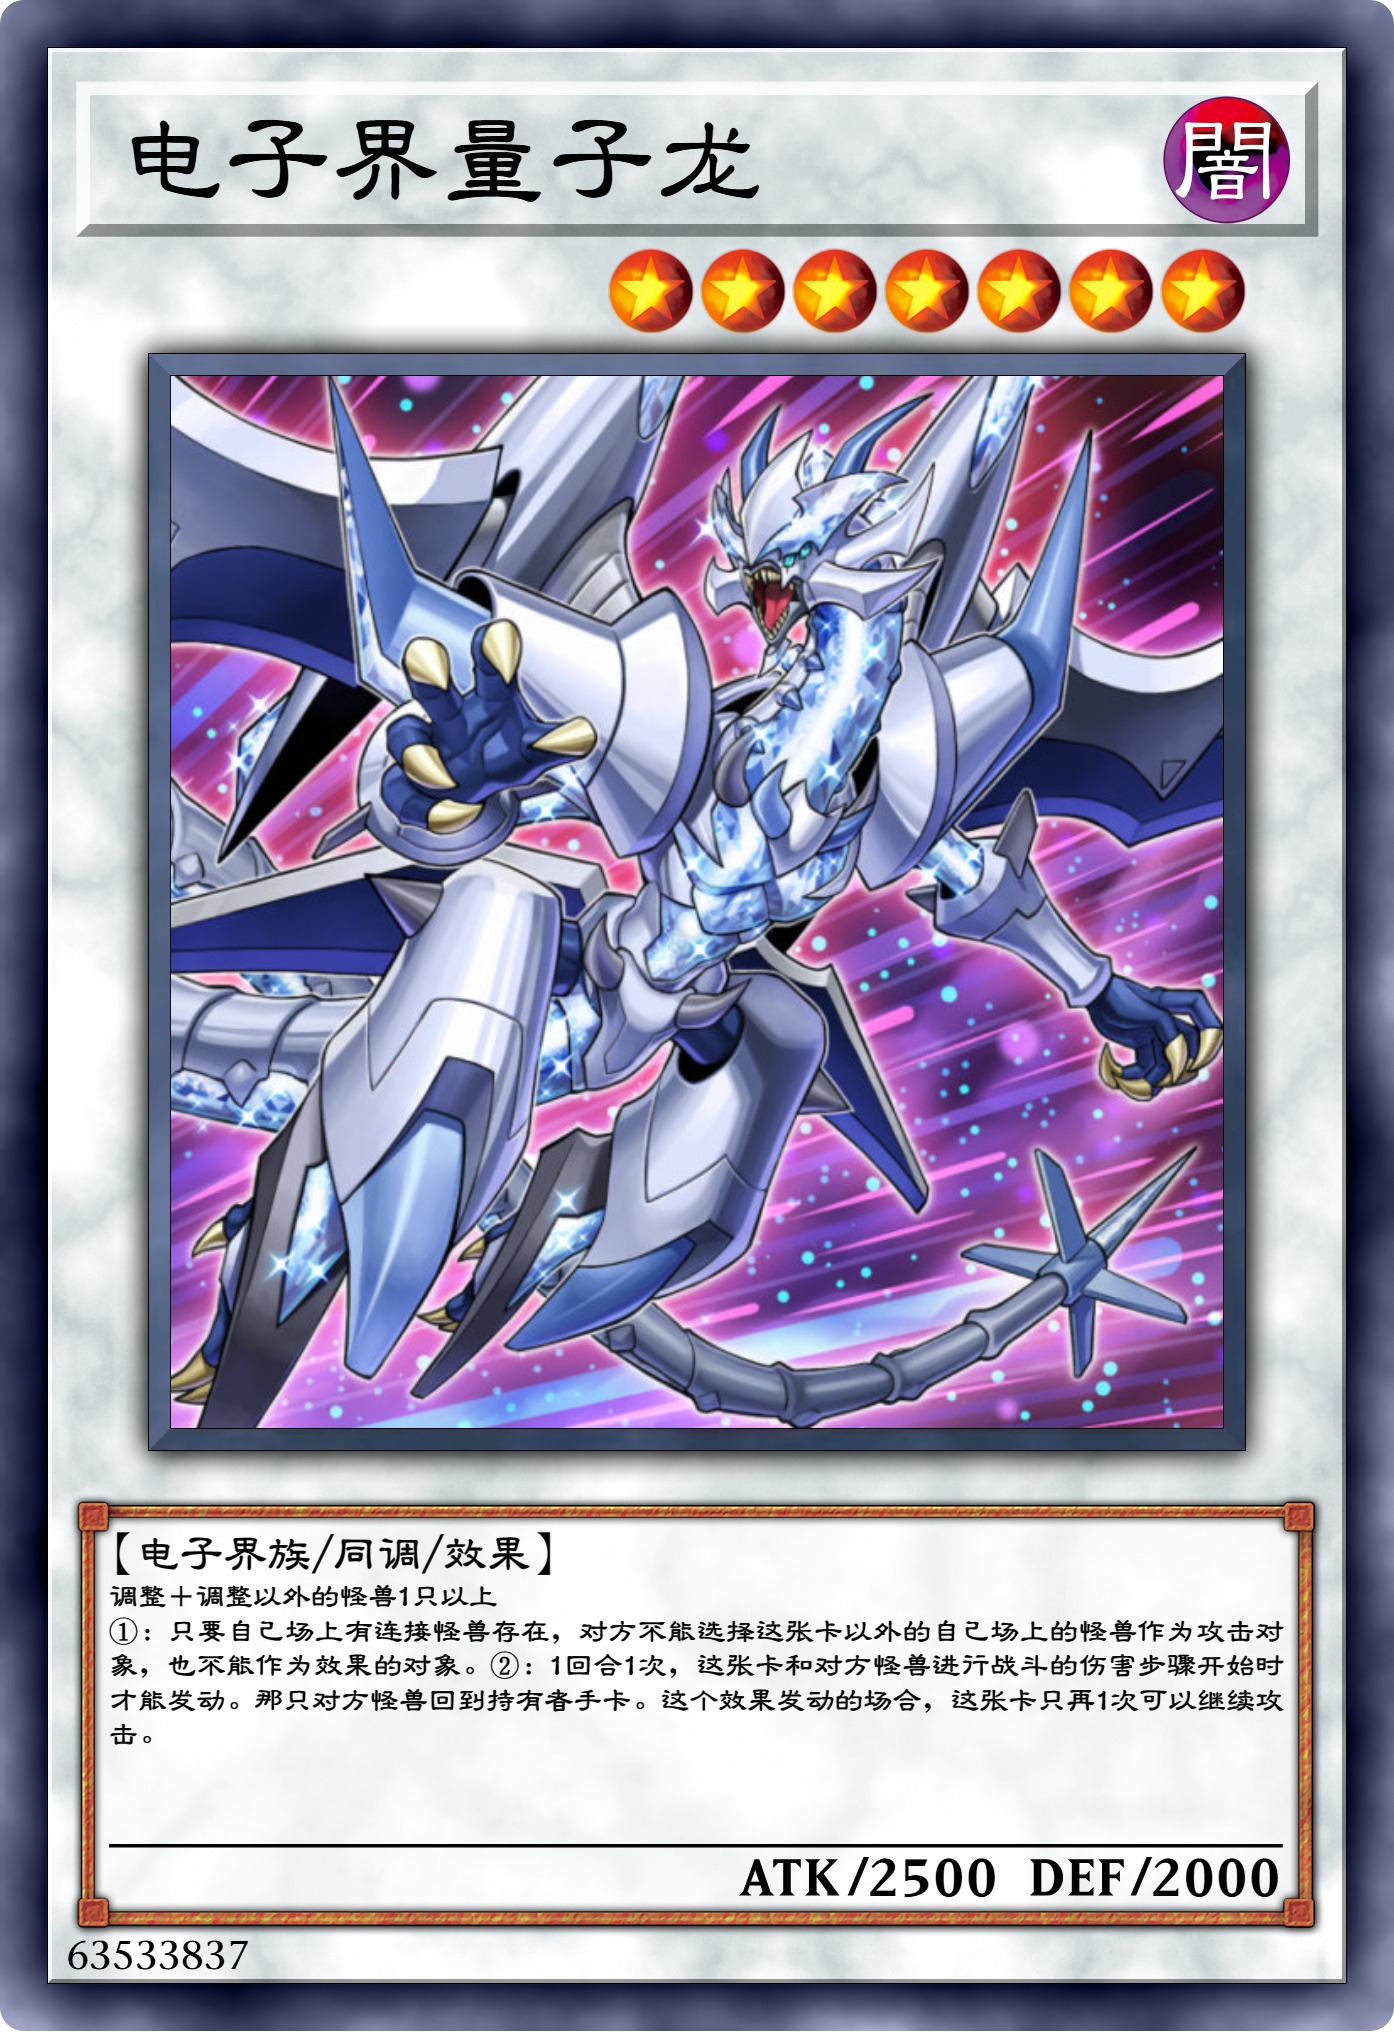 电子界量子龙
闇
【电子界族/同调/效果】
调整＋调整以外的怪兽1只以上
①：只要自己场上有连接怪兽存在，对方不能选择这张卡以外的自己场上的怪兽作为攻击对
象，也不能作为效果的对象。②：1回合1次，这张卡和对方怪兽进行战斗的伤害步骤开始时
才能发动。那只对方怪兽回到持有者手卡。这个效果发动的场合，这张卡只再1次可以继续攻
击。
ATK/2500 DEF/2000
63533837